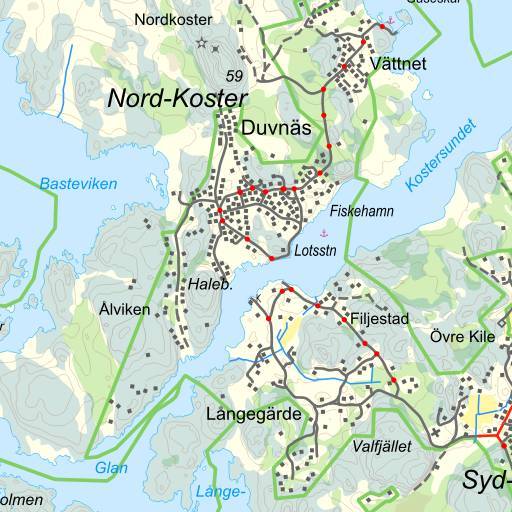 Nordkoster
59
Vättnet
Nord-Koster
Duvnäs
Kostersundet
Basteviken
Fiskehamn
Lotsstn
Haleb.
Ålviken
Filjestad
Övre Kile
Långegärde
Valfjället
Glan
Långe-
Syd-
olmen